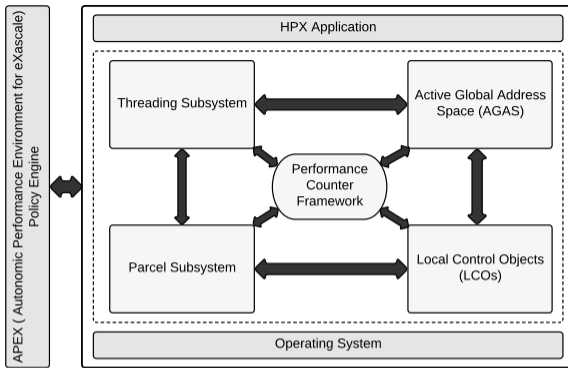 APEX ( Autonomic Performance Environment for eXascale)
Policy Engine
HPX Application
Threading Subsystem
Active Global Address
Space (AGAS)
Performance
Counter
Framework
Parcel Subsystem
Local Control Objects
(LCOs)
Operating System